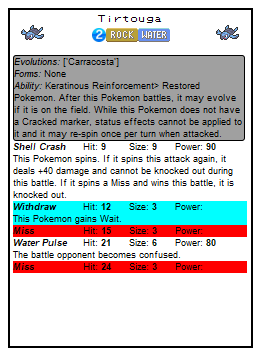 Tirtouga
2 ROCK WATER
Evolutions: ['Carracosta']
Forms: None
Ability: Keratinous Reinforcement> Restored
Pokemon. After this Pokemon battles, it may evolve
if it is on the field. While this Pokemon does not have
a Cracked marker, status effects cannot be applied to
it and it may re-spin once per turn when attacked.
Shell Crash Hit: 9 Size: 9 Power: 90
This Pokemon spins. If it spins this attack again, it
deals +40 damage and cannot be knocked out during
this battle. If it spins a Miss and wins this battle, it is
knocked out.
Withdraw Hit: 12 Size: 3 Power:
This Pokemon gains Wait.
Miss Hit: 15 Size: 3 Power:
Water Pulse Hit: 21 Size: 6 Power: 80
The battle opponent becomes confused.
Miss Hit: 24 Size: 3 Power: